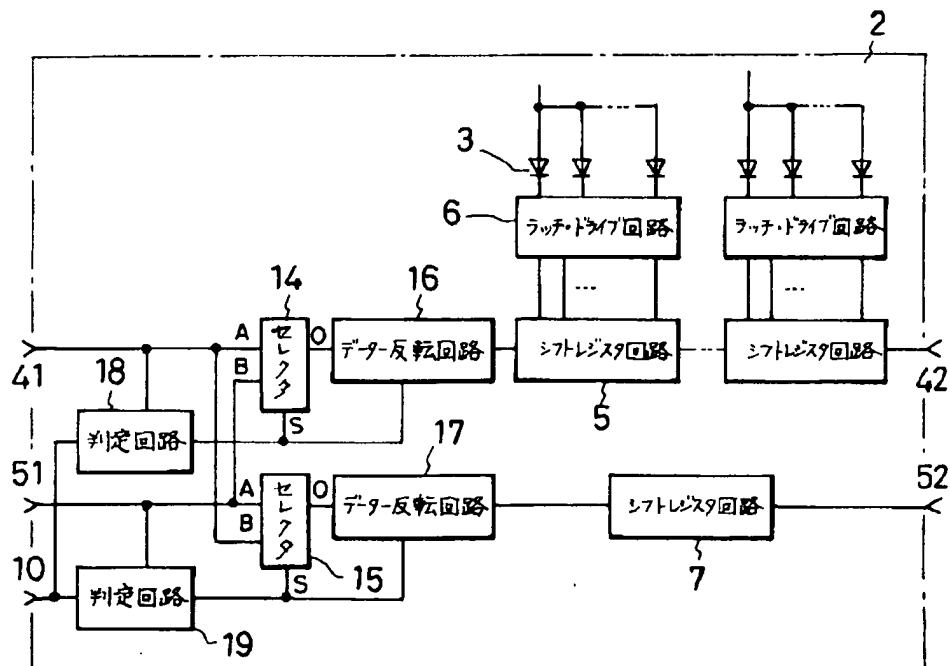 2
3
6
ラッチ・ドライブ回路
ラッチ・ドライブ回路
14
16
...
...
A
B
セレクタ
O
データー反転回路
シフトレジスタ回路
シフトレジスタ回路
S
5
41
42
18
判定回路
17
51
52
A
B
セレクタ
O
データー反転回路
シフトレジスタ回路
S
15
7
10
判定回路
19